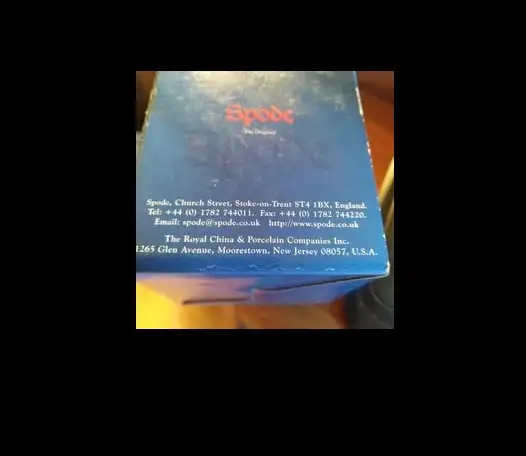 Spode
The Original
Spode
Spode, Church Street, Stoke-on-Trent ST4 1BX, England.
Tel: +44 (0) 1782 744011. Fax: +44 (0) 1782 744220.
Email: spode@spode.co.uk http://www.spode.co.uk
The Royal China & Porcelain Companies Inc.
1265 Glen Avenue, Moorestown, New Jersey 08057, U.S.A.